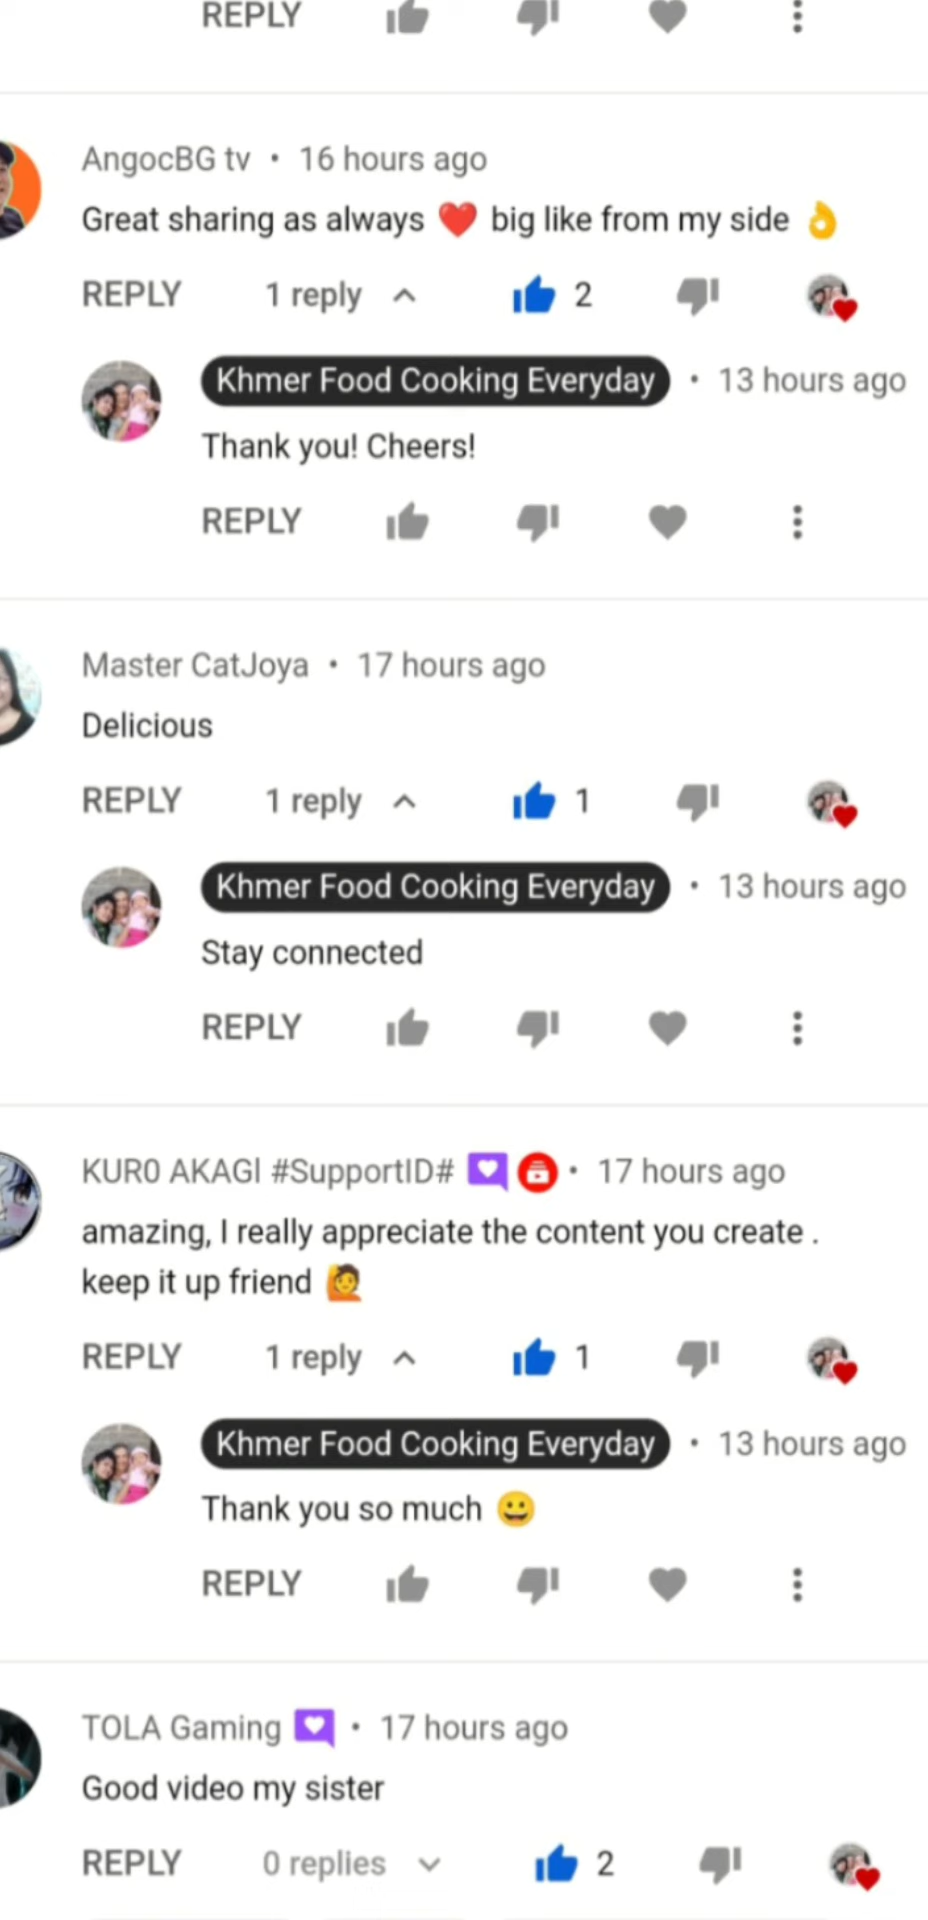 REPLY
AngocBG tv • 16 hours ago
Great sharing as always ❤️ big like from my side 👌
REPLY 1 reply 2
Khmer Food Cooking Everyday • 13 hours ago
Thank you! Cheers!
REPLY
Master CatJoya • 17 hours ago
Delicious
REPLY 1 reply 1
Khmer Food Cooking Everyday • 13 hours ago
Stay connected
REPLY
KUR0 AKAGl #SupportID# • 17 hours ago
amazing, I really appreciate the content you create .
keep it up friend 🙋
REPLY 1 reply 1
Khmer Food Cooking Everyday • 13 hours ago
Thank you so much 😀
REPLY
TOLA Gaming • 17 hours ago
Good video my sister
REPLY 0 replies 2